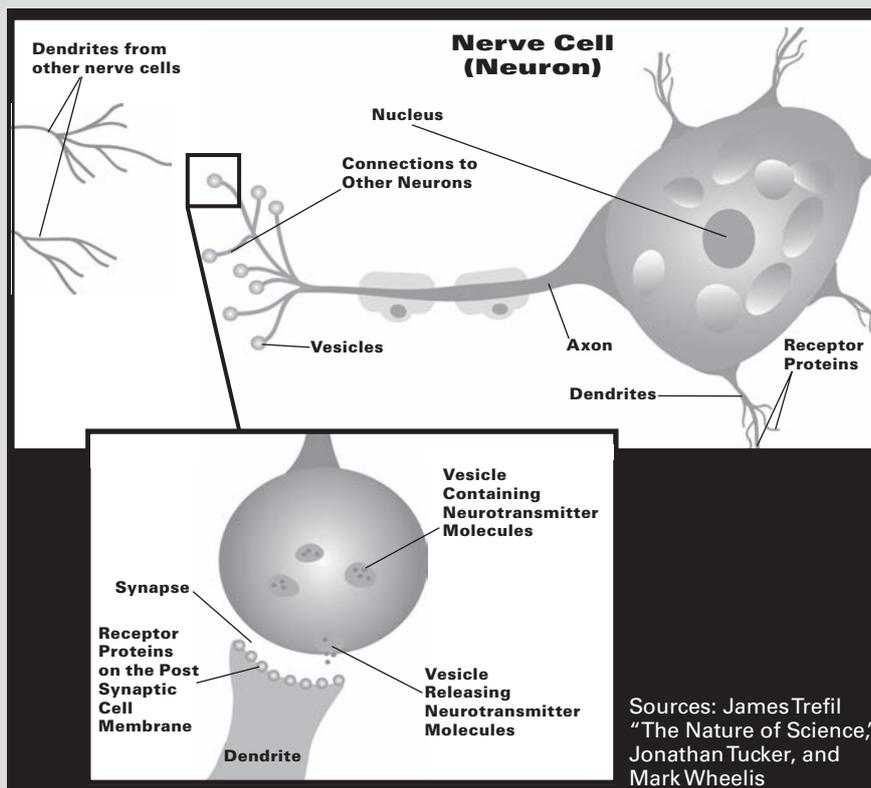 Nerve Cell
(Neuron)
Dendrites from
other nerve cells
Nucleus
Connections to
Other Neurons
Vesicles
Axon
Receptor
Proteins
Dendrites
Vesicle
Containing
Neurotransmitter
Molecules
Synapse
Receptor
Proteins
on the Post
Synaptic
Cell
Membrane
Vesicle
Releasing
Neurotransmitter
Molecules
Dendrite
Sources: James Trefil
“The Nature of Science,”
Jonathan Tucker, and
Mark Wheelis